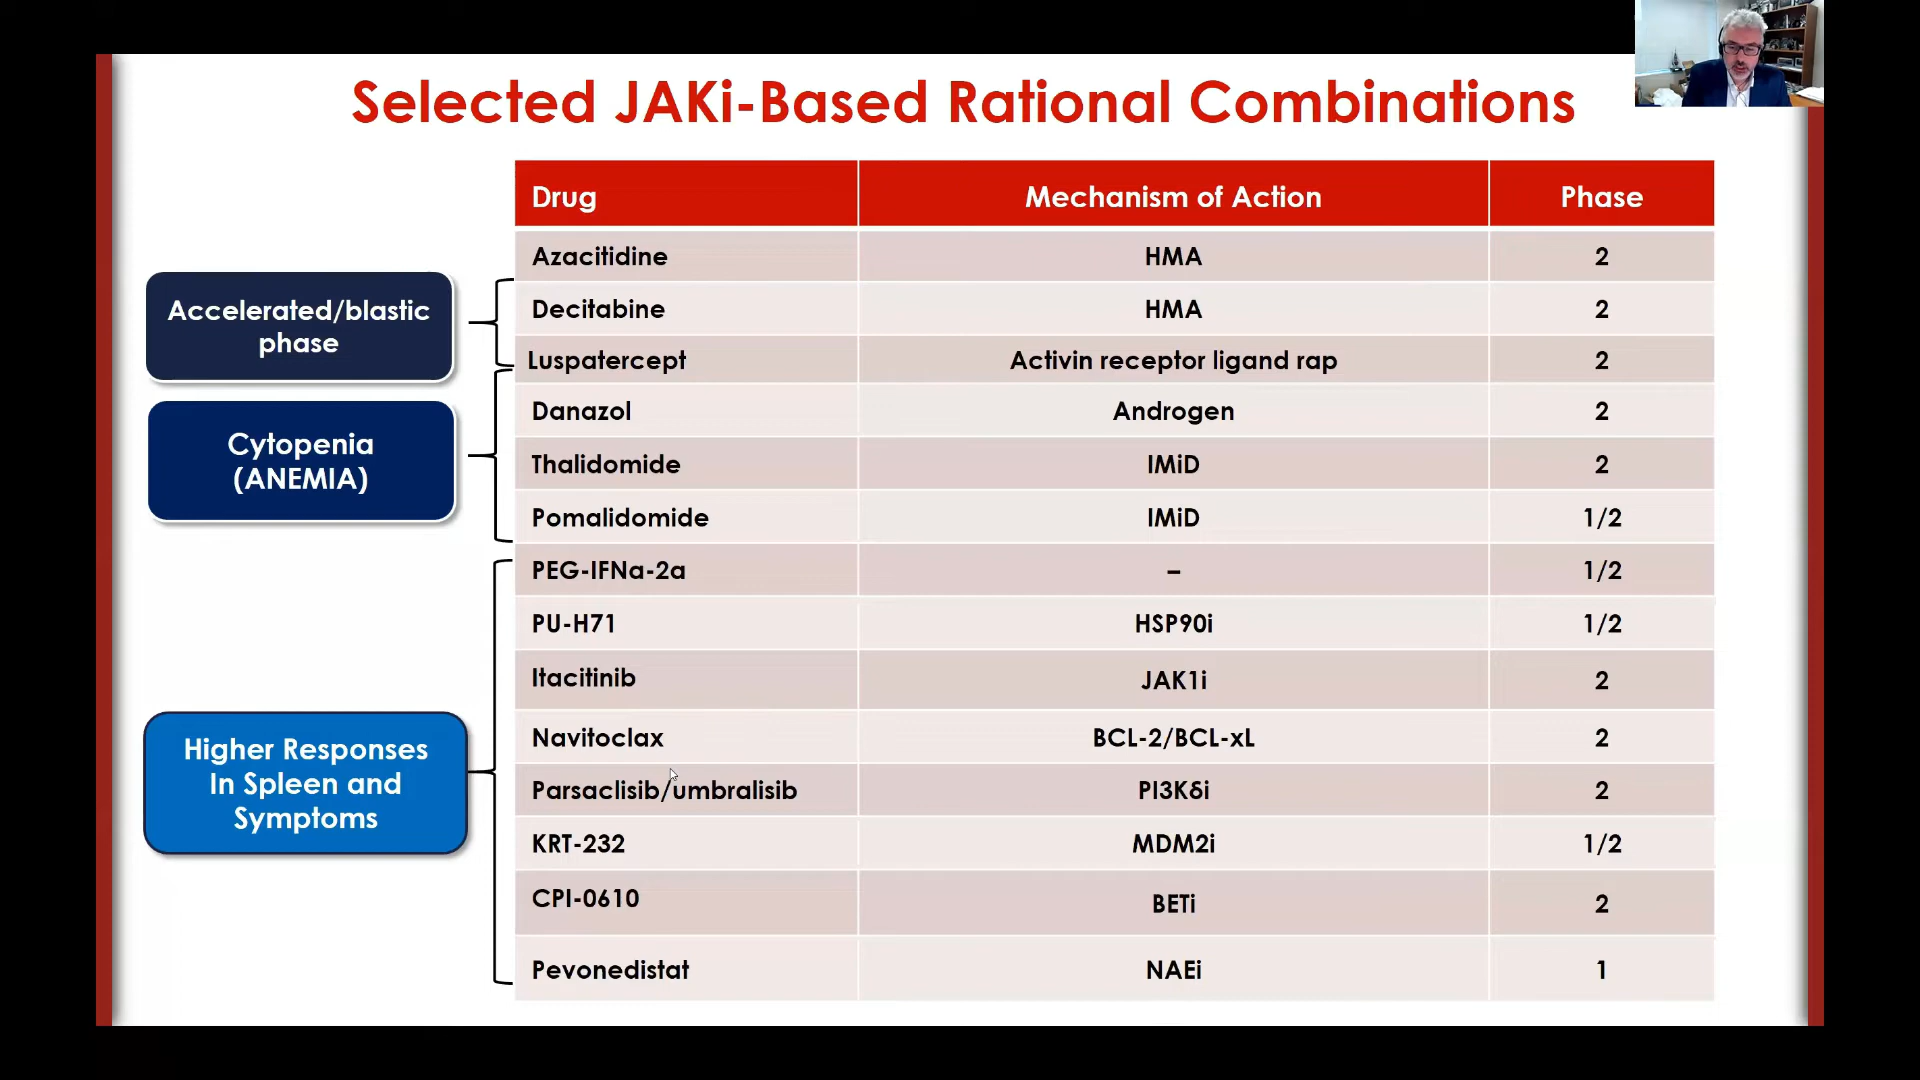 Selected JAKi-Based Rational Combinations
Drug Mechanism of Action Phase
Azacitidine HMA 2
Decitabine HMA 2
Luspatercept Activin receptor ligand rap 2
Danazol Androgen 2
Thalidomide IMiD 2
Pomalidomide IMiD 1/2
PEG-IFNa-2a – 1/2
PU-H71 HSP90i 1/2
Itacitinib JAK1i 2
Navitoclax BCL-2/BCL-xL 2
Parsaclisib/umbralisib PI3Kδi 2
KRT-232 MDM2i 1/2
CPI-0610 BETi 2
Pevonedistat NAEi 1
Accelerated/blastic
phase
Cytopenia
(ANEMIA)
Higher Responses
In Spleen and
Symptoms